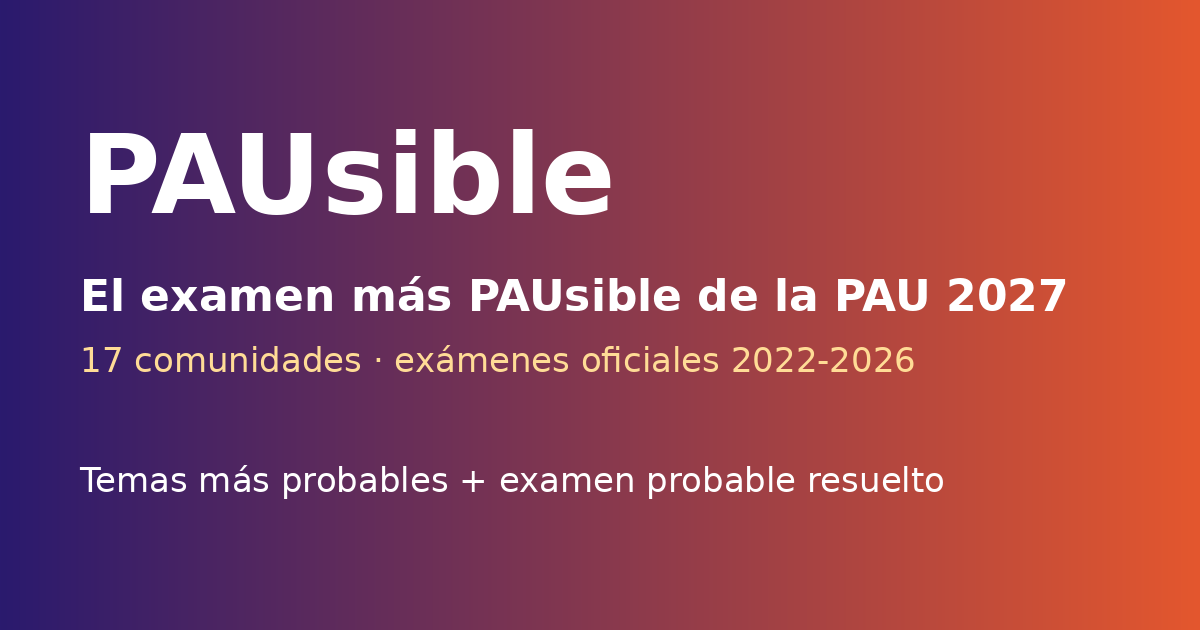 PAUsible
El examen más PAUsible de la PAU 2027
17 comunidades · exámenes oficiales 2022-2026
Temas más probables + examen probable resuelto